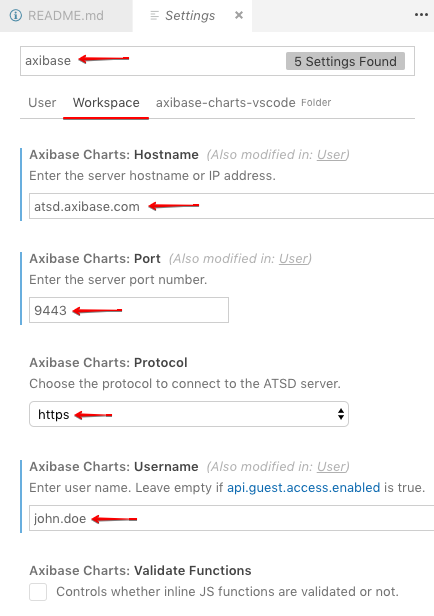 README.md Settings
axibase 5 Settings Found
User Workspace axibase-charts-vscode Folder
Axibase Charts: Hostname (Also modified in: User)
Enter the server hostname or IP address.
atsd.axibase.com
Axibase Charts: Port (Also modified in: User)
Enter the server port number.
9443
Axibase Charts: Protocol
Choose the protocol to connect to the ATSD server.
https
Axibase Charts: Username (Also modified in: User)
Enter user name. Leave empty if api.guest.access.enabled is true.
john.doe
Axibase Charts: Validate Functions
Controls whether inline JS functions are validated or not.